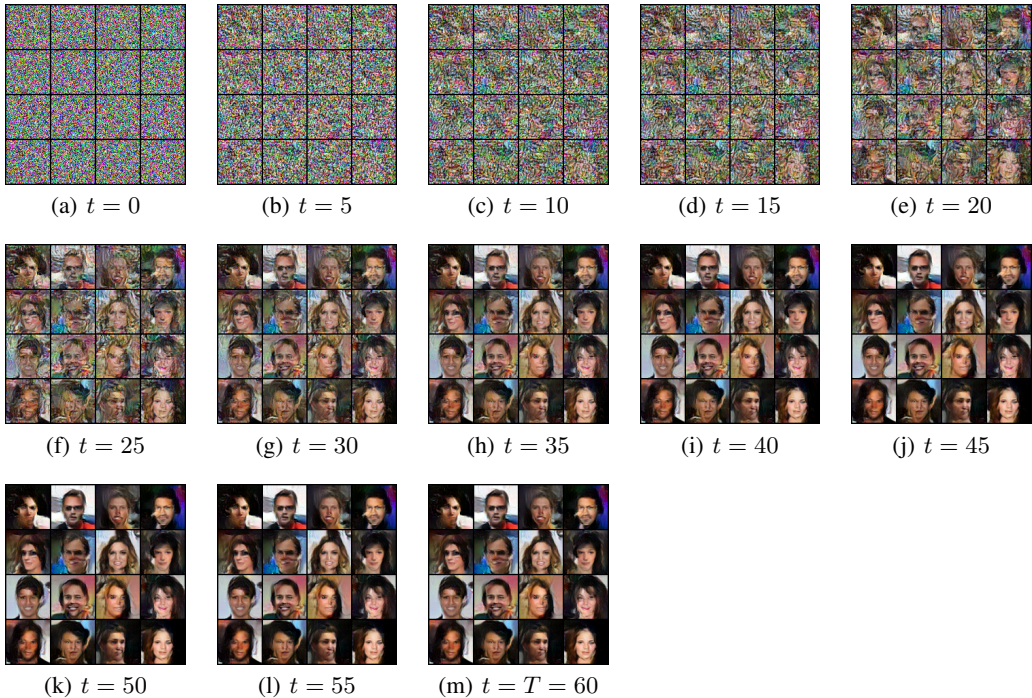 (a) t = 0
(b) t = 5
(c) t = 10
(d) t = 15
(e) t = 20
(f) t = 25
(g) t = 30
(h) t = 35
(i) t = 40
(j) t = 45
(k) t = 50
(l) t = 55
(m) t = T = 60